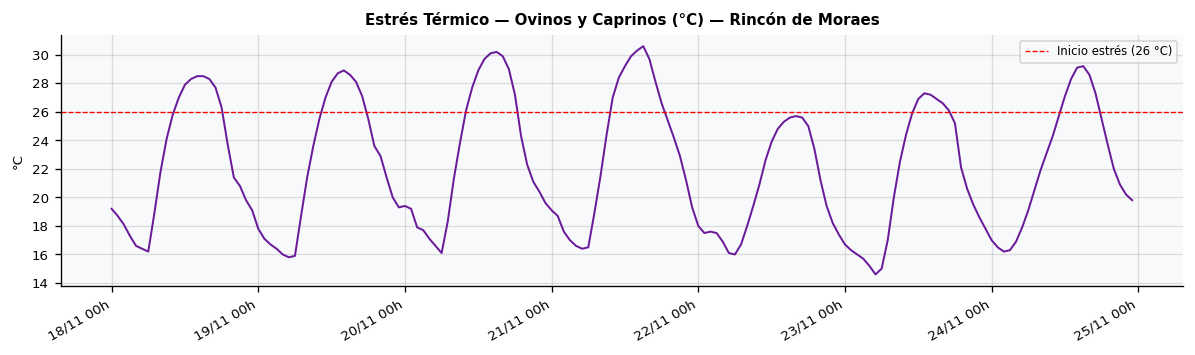 Estrés Térmico — Ovinos y Caprinos (°C) — Rincón de Moraes
Inicio estrés (26 °C)
°C
30
28
26
24
22
20
18
16
14
18/11 00h
19/11 00h
20/11 00h
21/11 00h
22/11 00h
23/11 00h
24/11 00h
25/11 00h